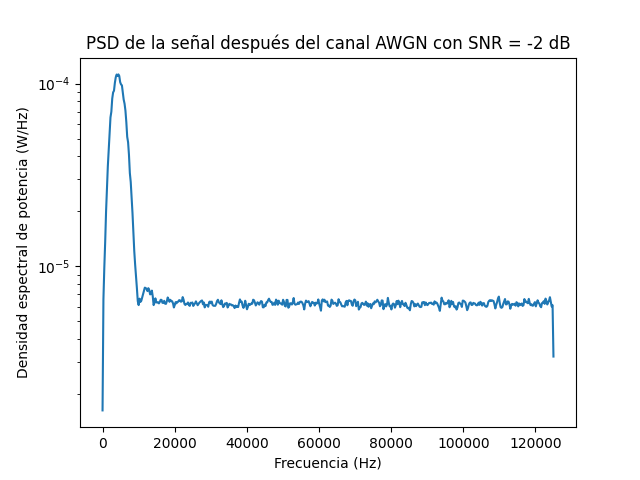 PSD de la señal después del canal AWGN con SNR = -2 dB
Densidad espectral de potencia (W/Hz)
10⁻⁴
10⁻⁵
0 20000 40000 60000 80000 100000 120000
Frecuencia (Hz)